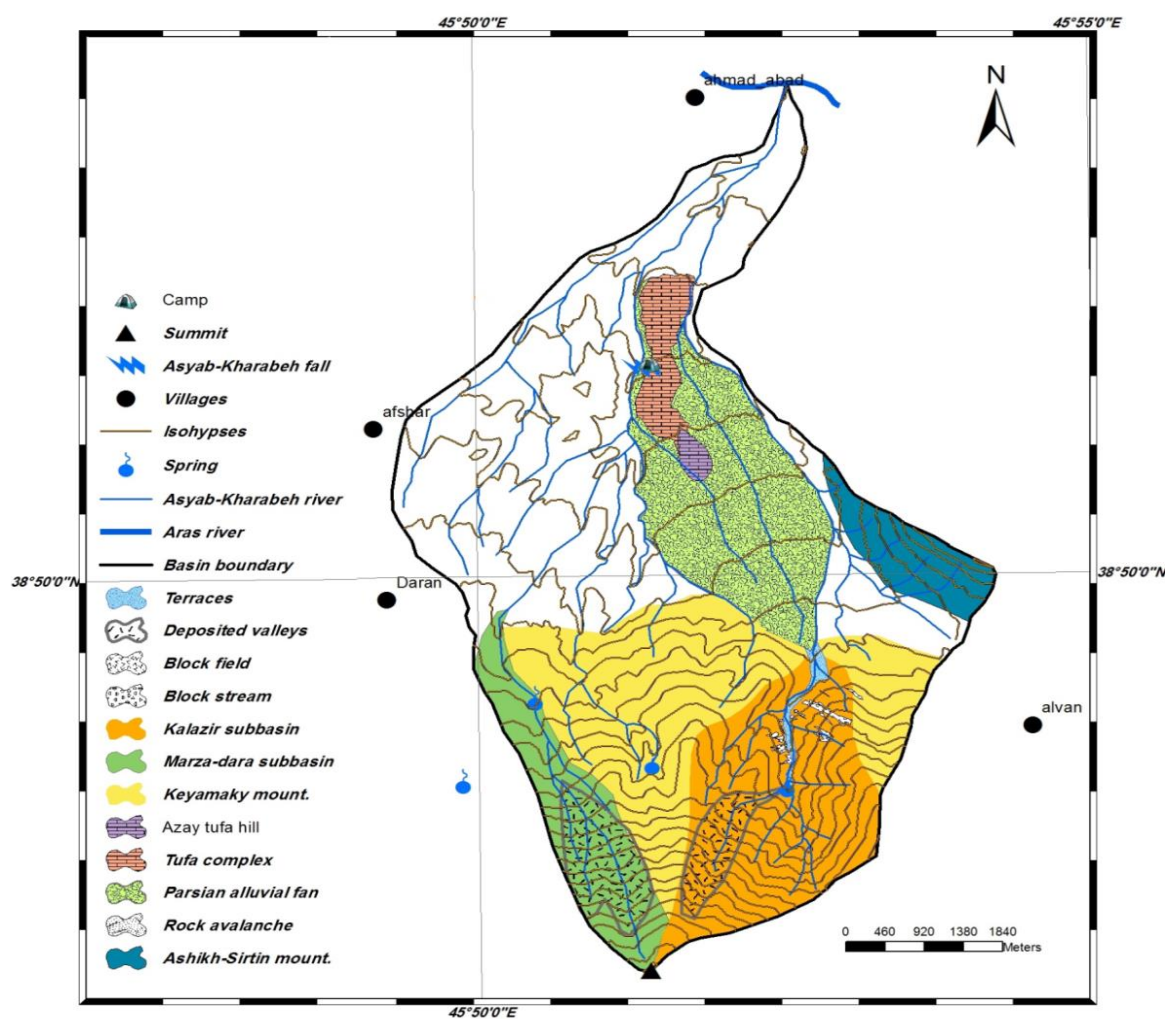 45°50'0"E
45°55'0"E
ahmad_abad
N
Camp
Summit
Asyab-Kharabeh fall
Villages
afshar
Isohypses
Spring
Asyab-Kharabeh river
Aras river
Basin boundary
38°50'0"N
38°50'0"N
Daran
Terraces
Deposited valleys
Block field
Block stream
Kalazir subbasin
alvan
Marza-dara subbasin
Keyamaky mount.
Azay tufa hill
Tufa complex
Parsian alluvial fan
Rock avalanche
0 460 920 1380 1840
Meters
Ashikh-Sirtin mount.
45°50'0"E